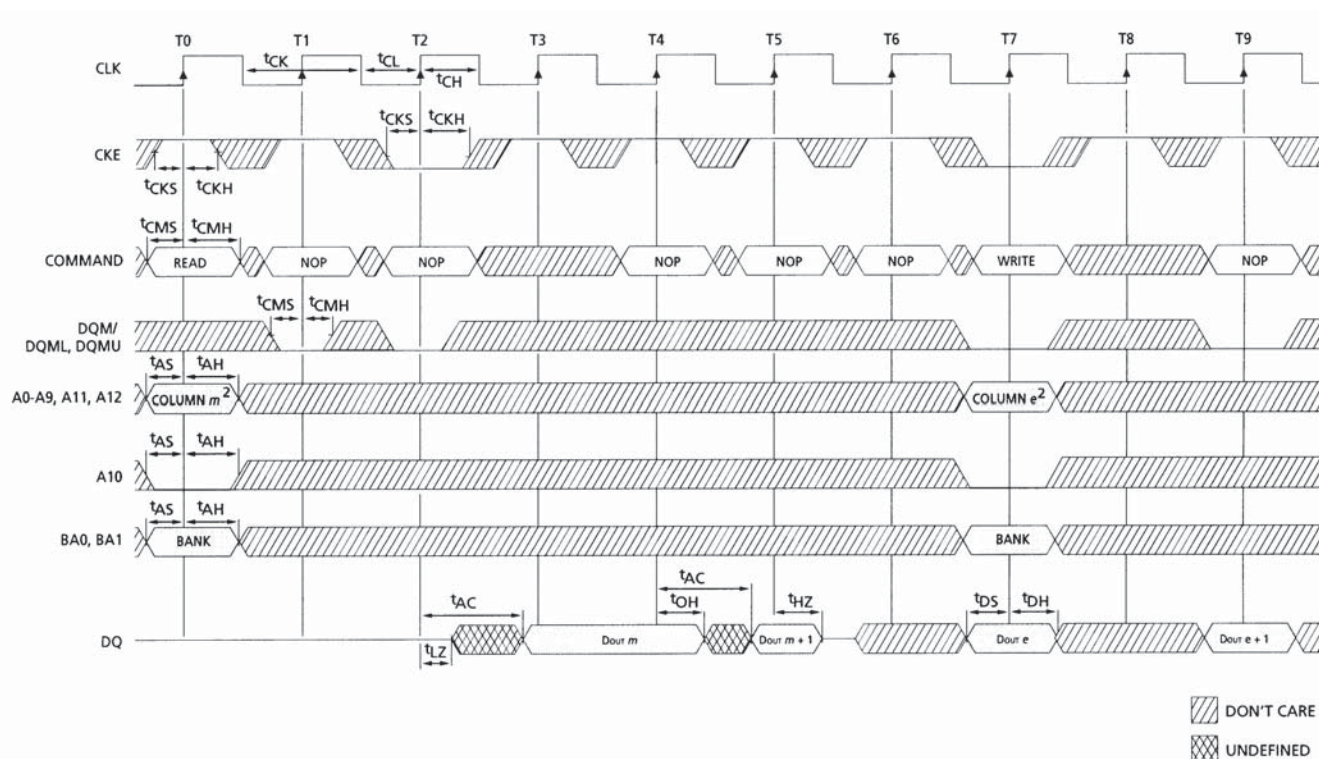 T0 T1 T2 T3 T4 T5 T6 T7 T8 T9
CLK
tCK tCL
tCH
tCKS tCKH
CKE
tCKS tCKH
tCMS tCMH
COMMAND READ NOP NOP NOP NOP NOP WRITE NOP
tCMS tCMH
DQM/
DQML, DQMU
tAS tAH
A0-A9, A11, A12 COLUMN m2 COLUMN e2
tAS tAH
A10
tAS tAH
BA0, BA1 BANK BANK
tAC tAC tOH tHZ tDS tDH
DQ DOUT m DOUT m + 1 DOUT e DOUT e + 1
tLZ
DON'T CARE
UNDEFINED